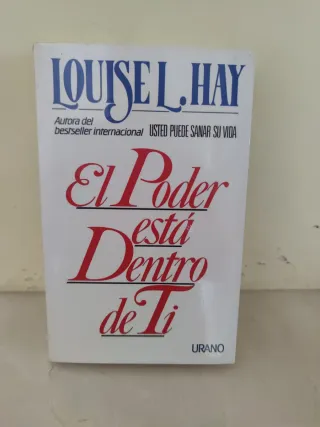 LOUISE L. HAY
Autora del
bestseller internacional USTED PUEDE SANAR SU VIDA
El Poder
está
Dentro
de Ti
URANO